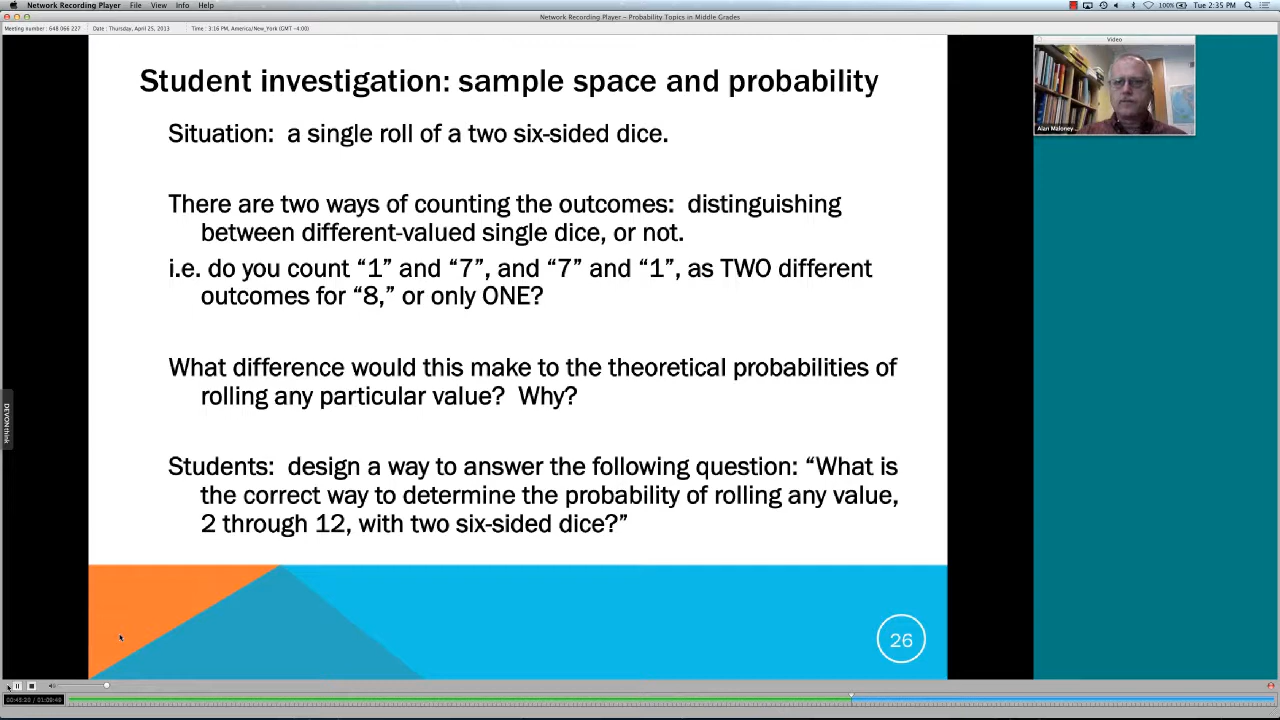 Network Recording Player File Edit View Info Help
100% Tue 2:35 PM
Network Recording Player – Probability Topics in Middle Grades
Meeting number : 648 066 227 Date : Thursday, April 25, 2013 Time : 3:16 PM, America/New_York (GMT -4:00)
Video
Alan Maloney
Student investigation: sample space and probability
Situation: a single roll of a two six-sided dice.
There are two ways of counting the outcomes: distinguishing
between different-valued single dice, or not.
i.e. do you count “1” and “7”, and “7” and “1”, as TWO different
outcomes for “8,” or only ONE?
What difference would this make to the theoretical probabilities of
rolling any particular value? Why?
Students: design a way to answer the following question: “What is
the correct way to determine the probability of rolling any value,
2 through 12, with two six-sided dice?”
DEVONthink
26